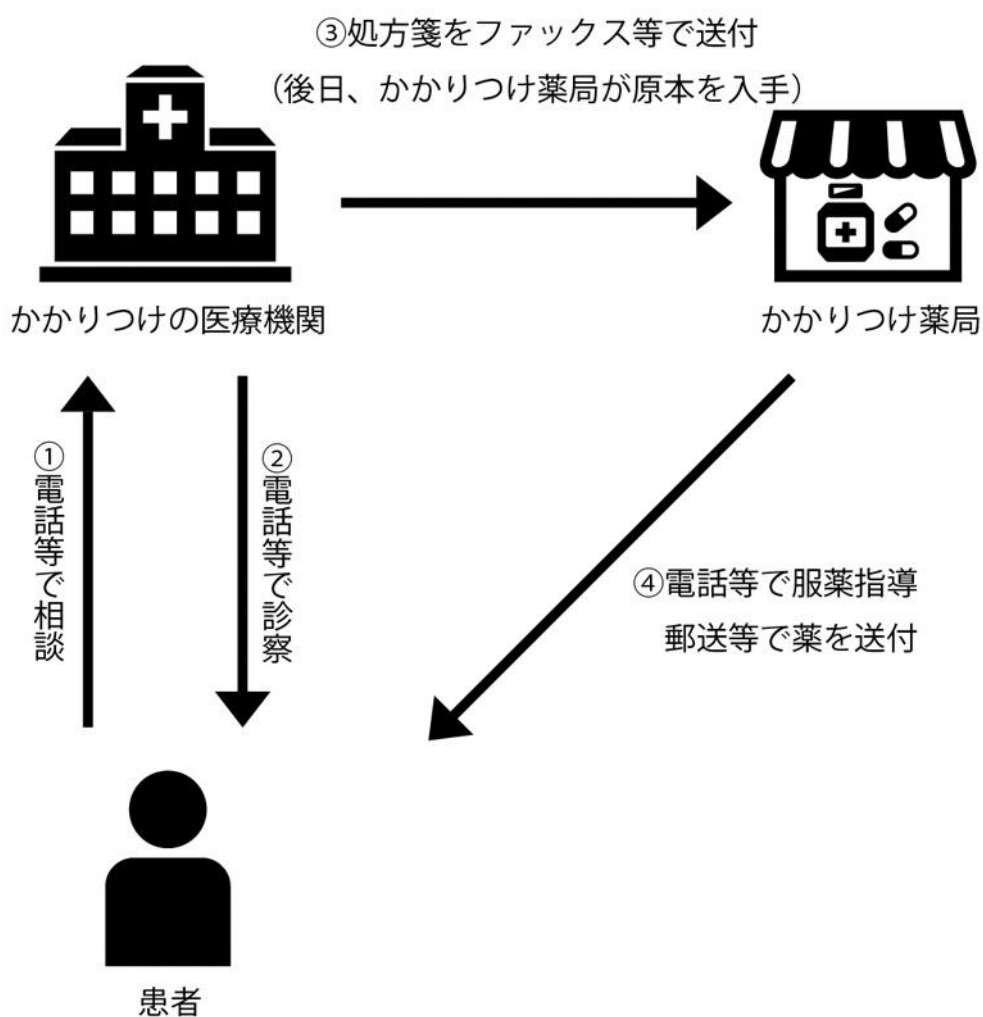 ③処方箋をファックス等で送付
（後日、かかりつけ薬局が原本を入手）
かかりつけの医療機関
かかりつけ薬局
①電話等で相談
②電話等で診察
④電話等で服薬指導
郵送等で薬を送付
患者